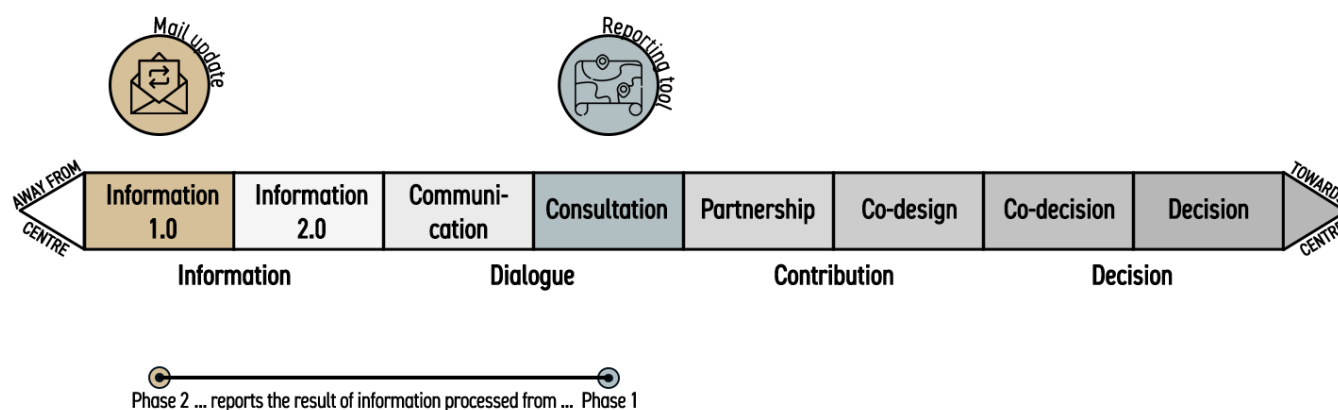 Mail update
Reporting tool
AWAY FROM
CENTRE
Information
1.0
Information
2.0
Communi-
cation
Consultation
Partnership
Co-design
Co-decision
Decision
TOWARDS
CENTRE
Information
Dialogue
Contribution
Decision
Phase 2 ... reports the result of information processed from ... Phase 1